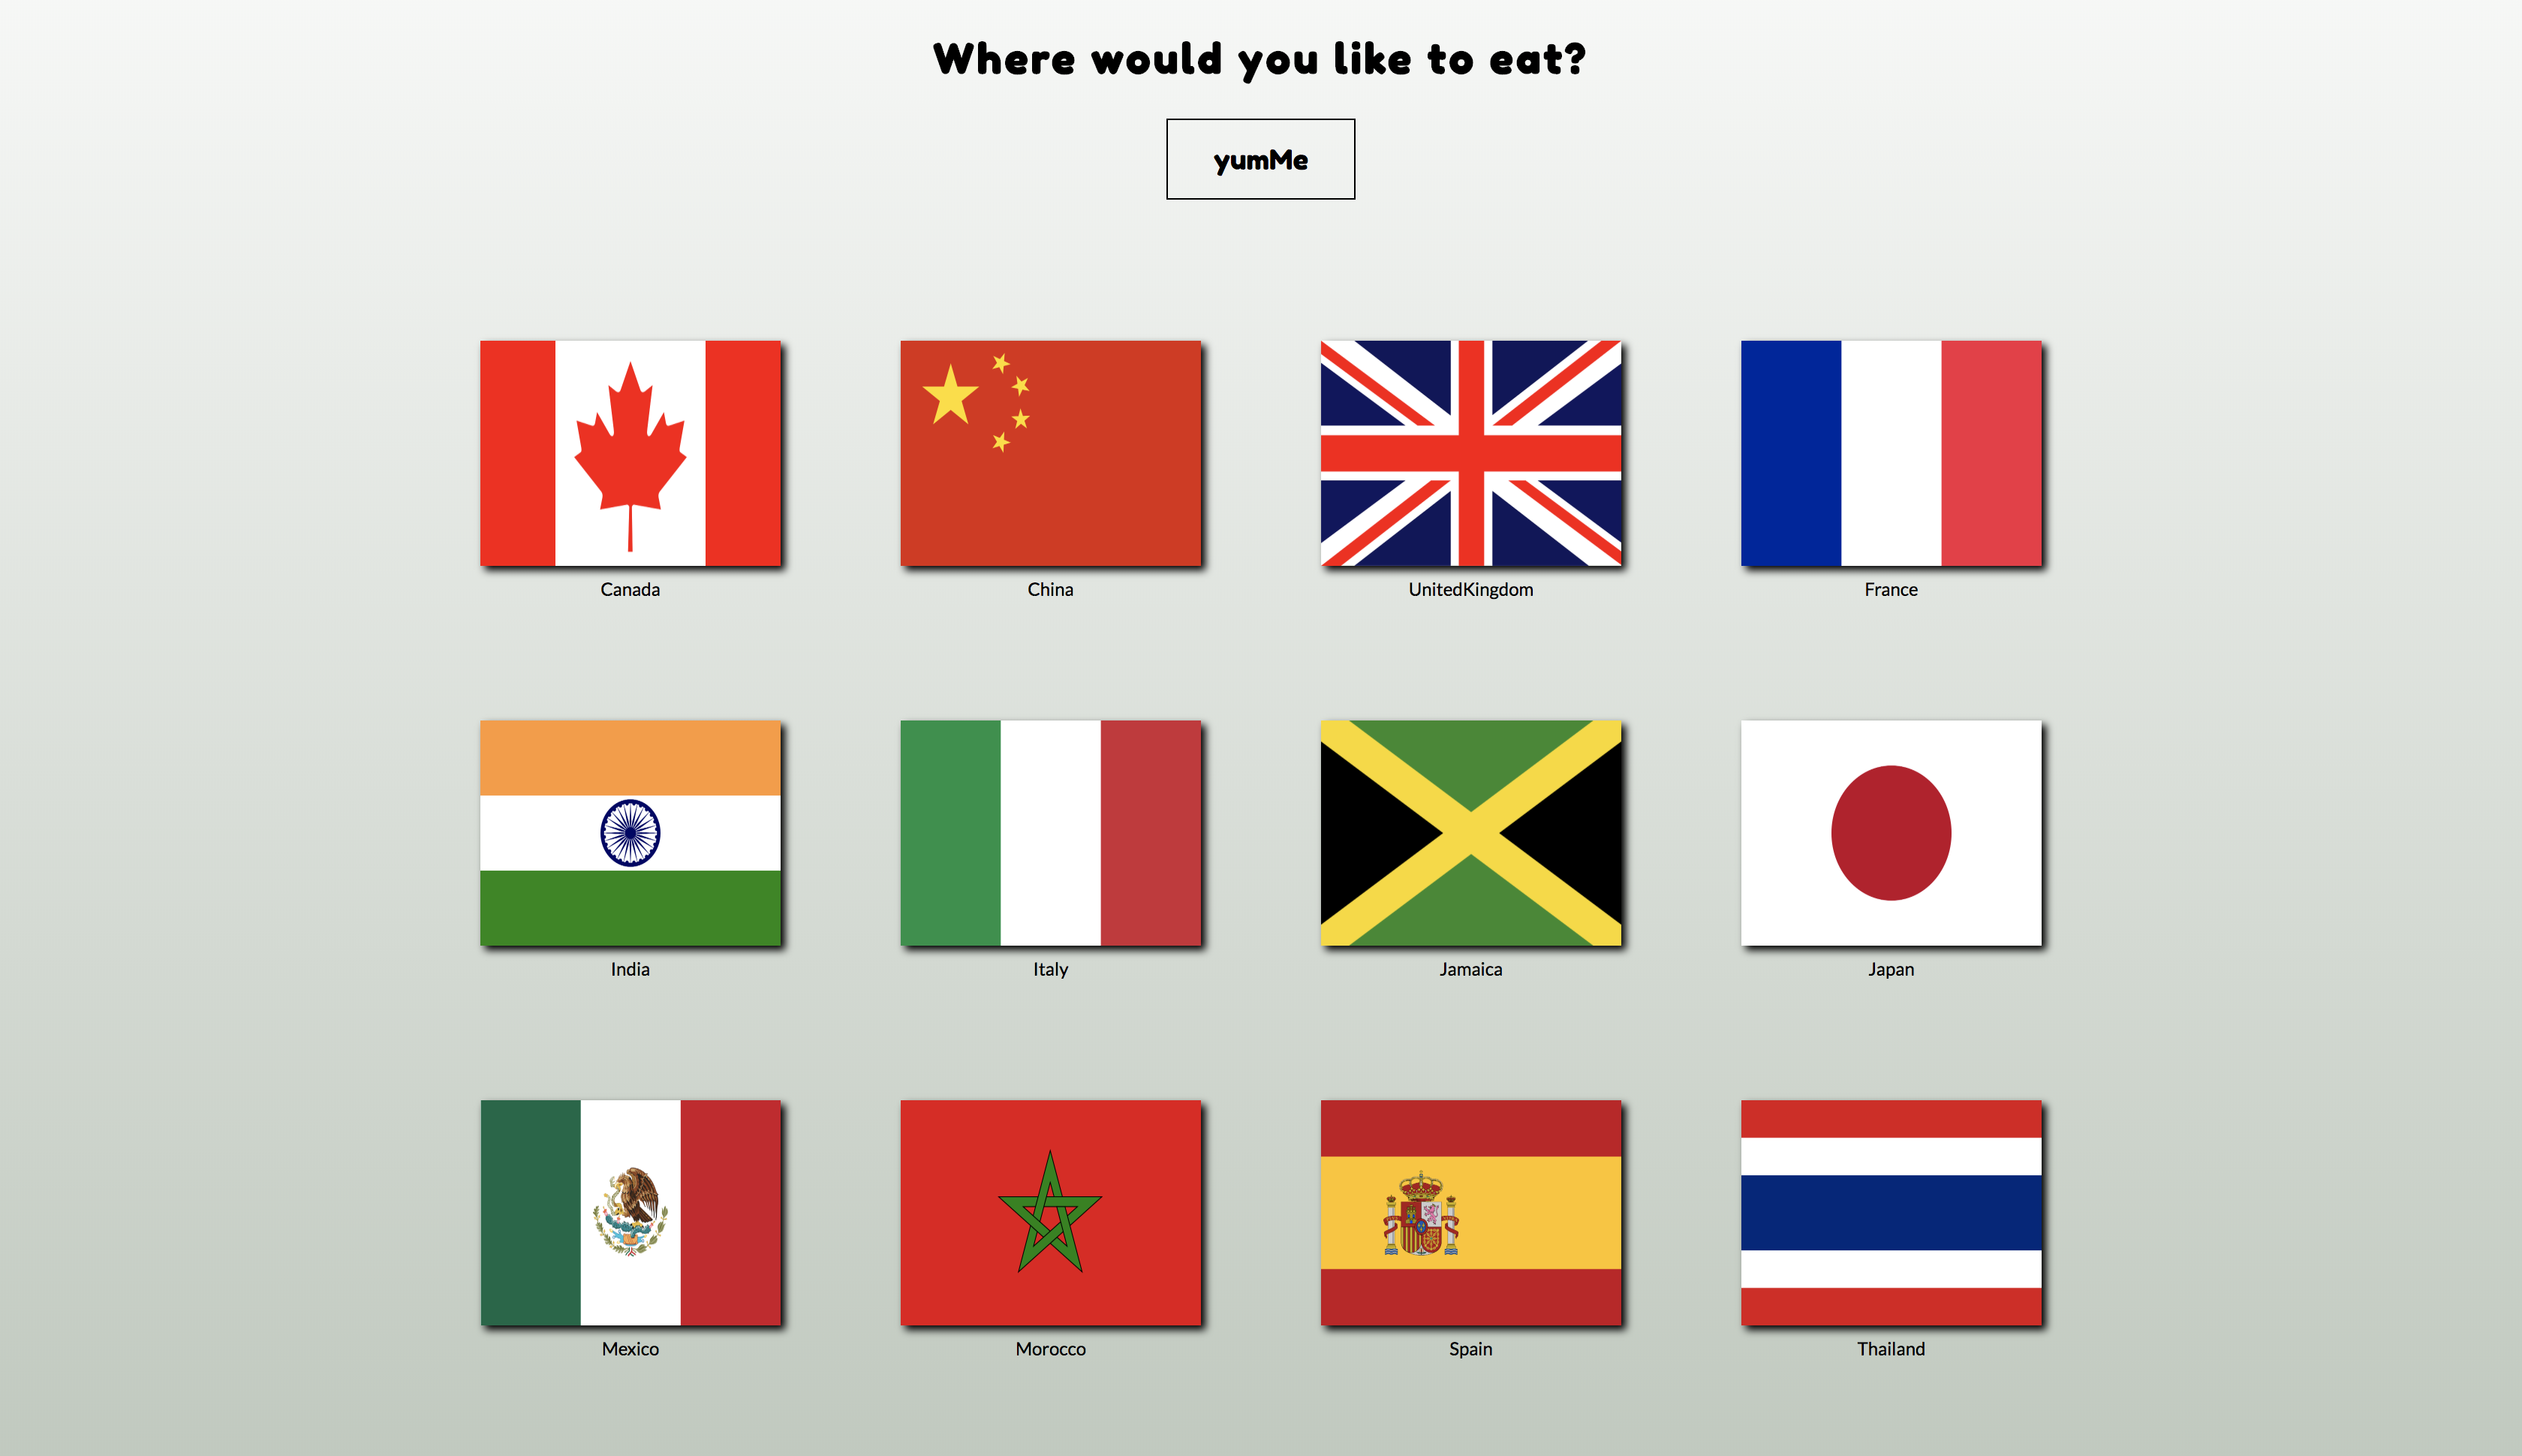 Where would you like to eat?
yumMe
Canada
China
UnitedKingdom
France
India
Italy
Jamaica
Japan
Mexico
Morocco
Spain
Thailand